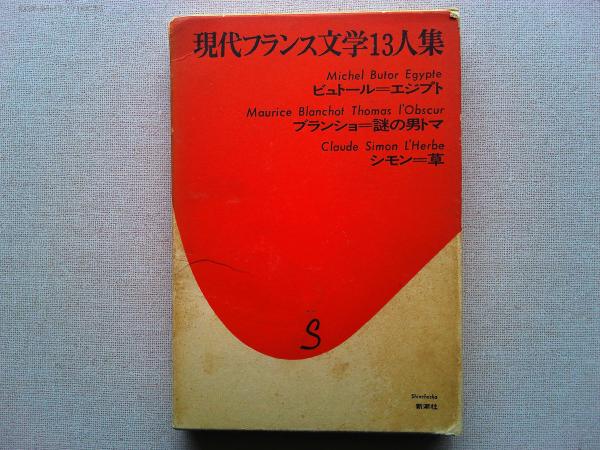 現代フランス文学13人集
Michel Butor Egypte
ビュトール=エジプト
Maurice Blanchot Thomas l'Obscur
ブランショ=謎の男トマ
Claude Simon L'Herbe
シモン=草
S
Shinchosha
新潮社